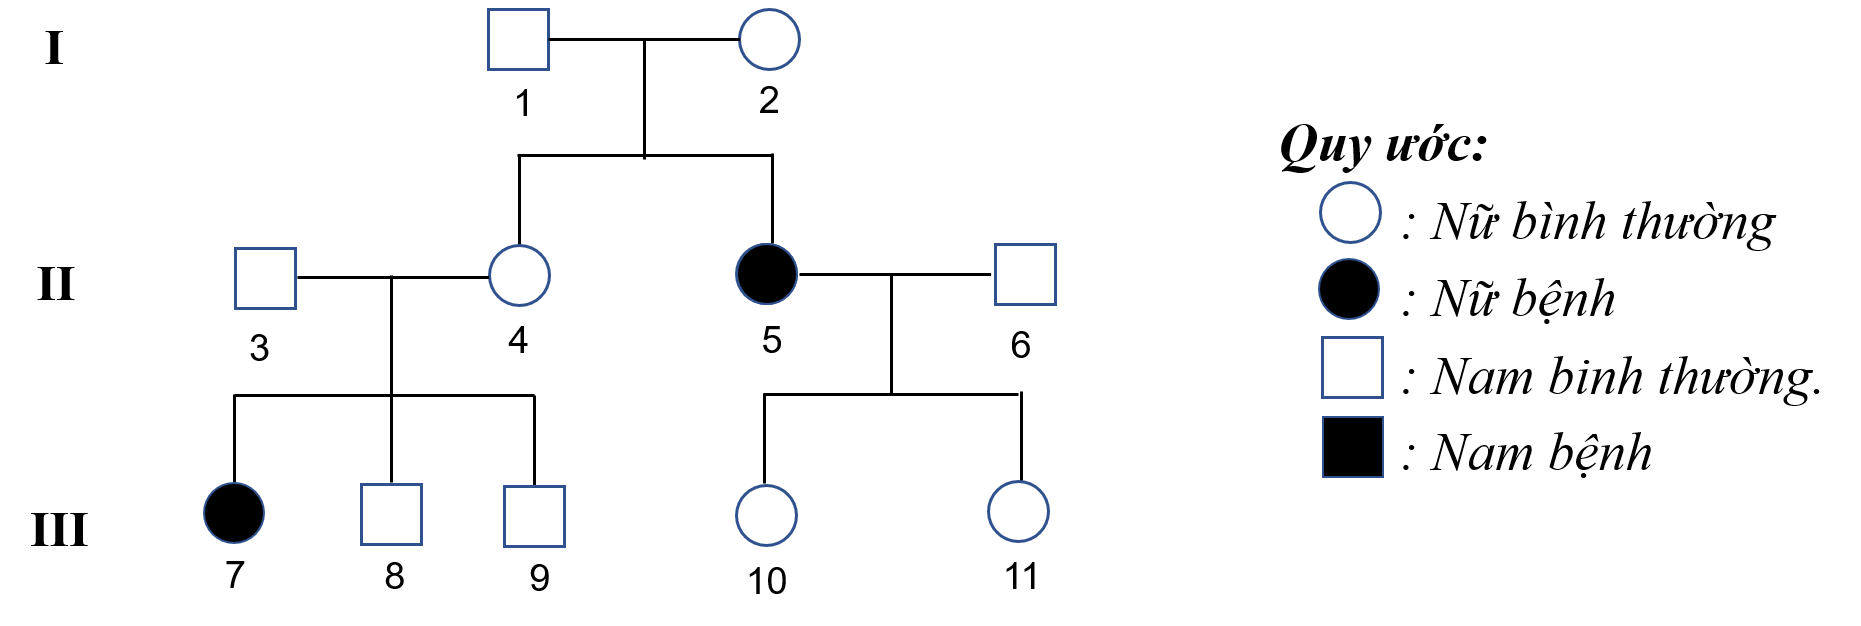 I
1
2
Quy ước:
: Nữ bình thường
: Nữ bệnh
: Nam binh thường.
: Nam bệnh
II
3
4
5
6
III
7
8
9
10
11